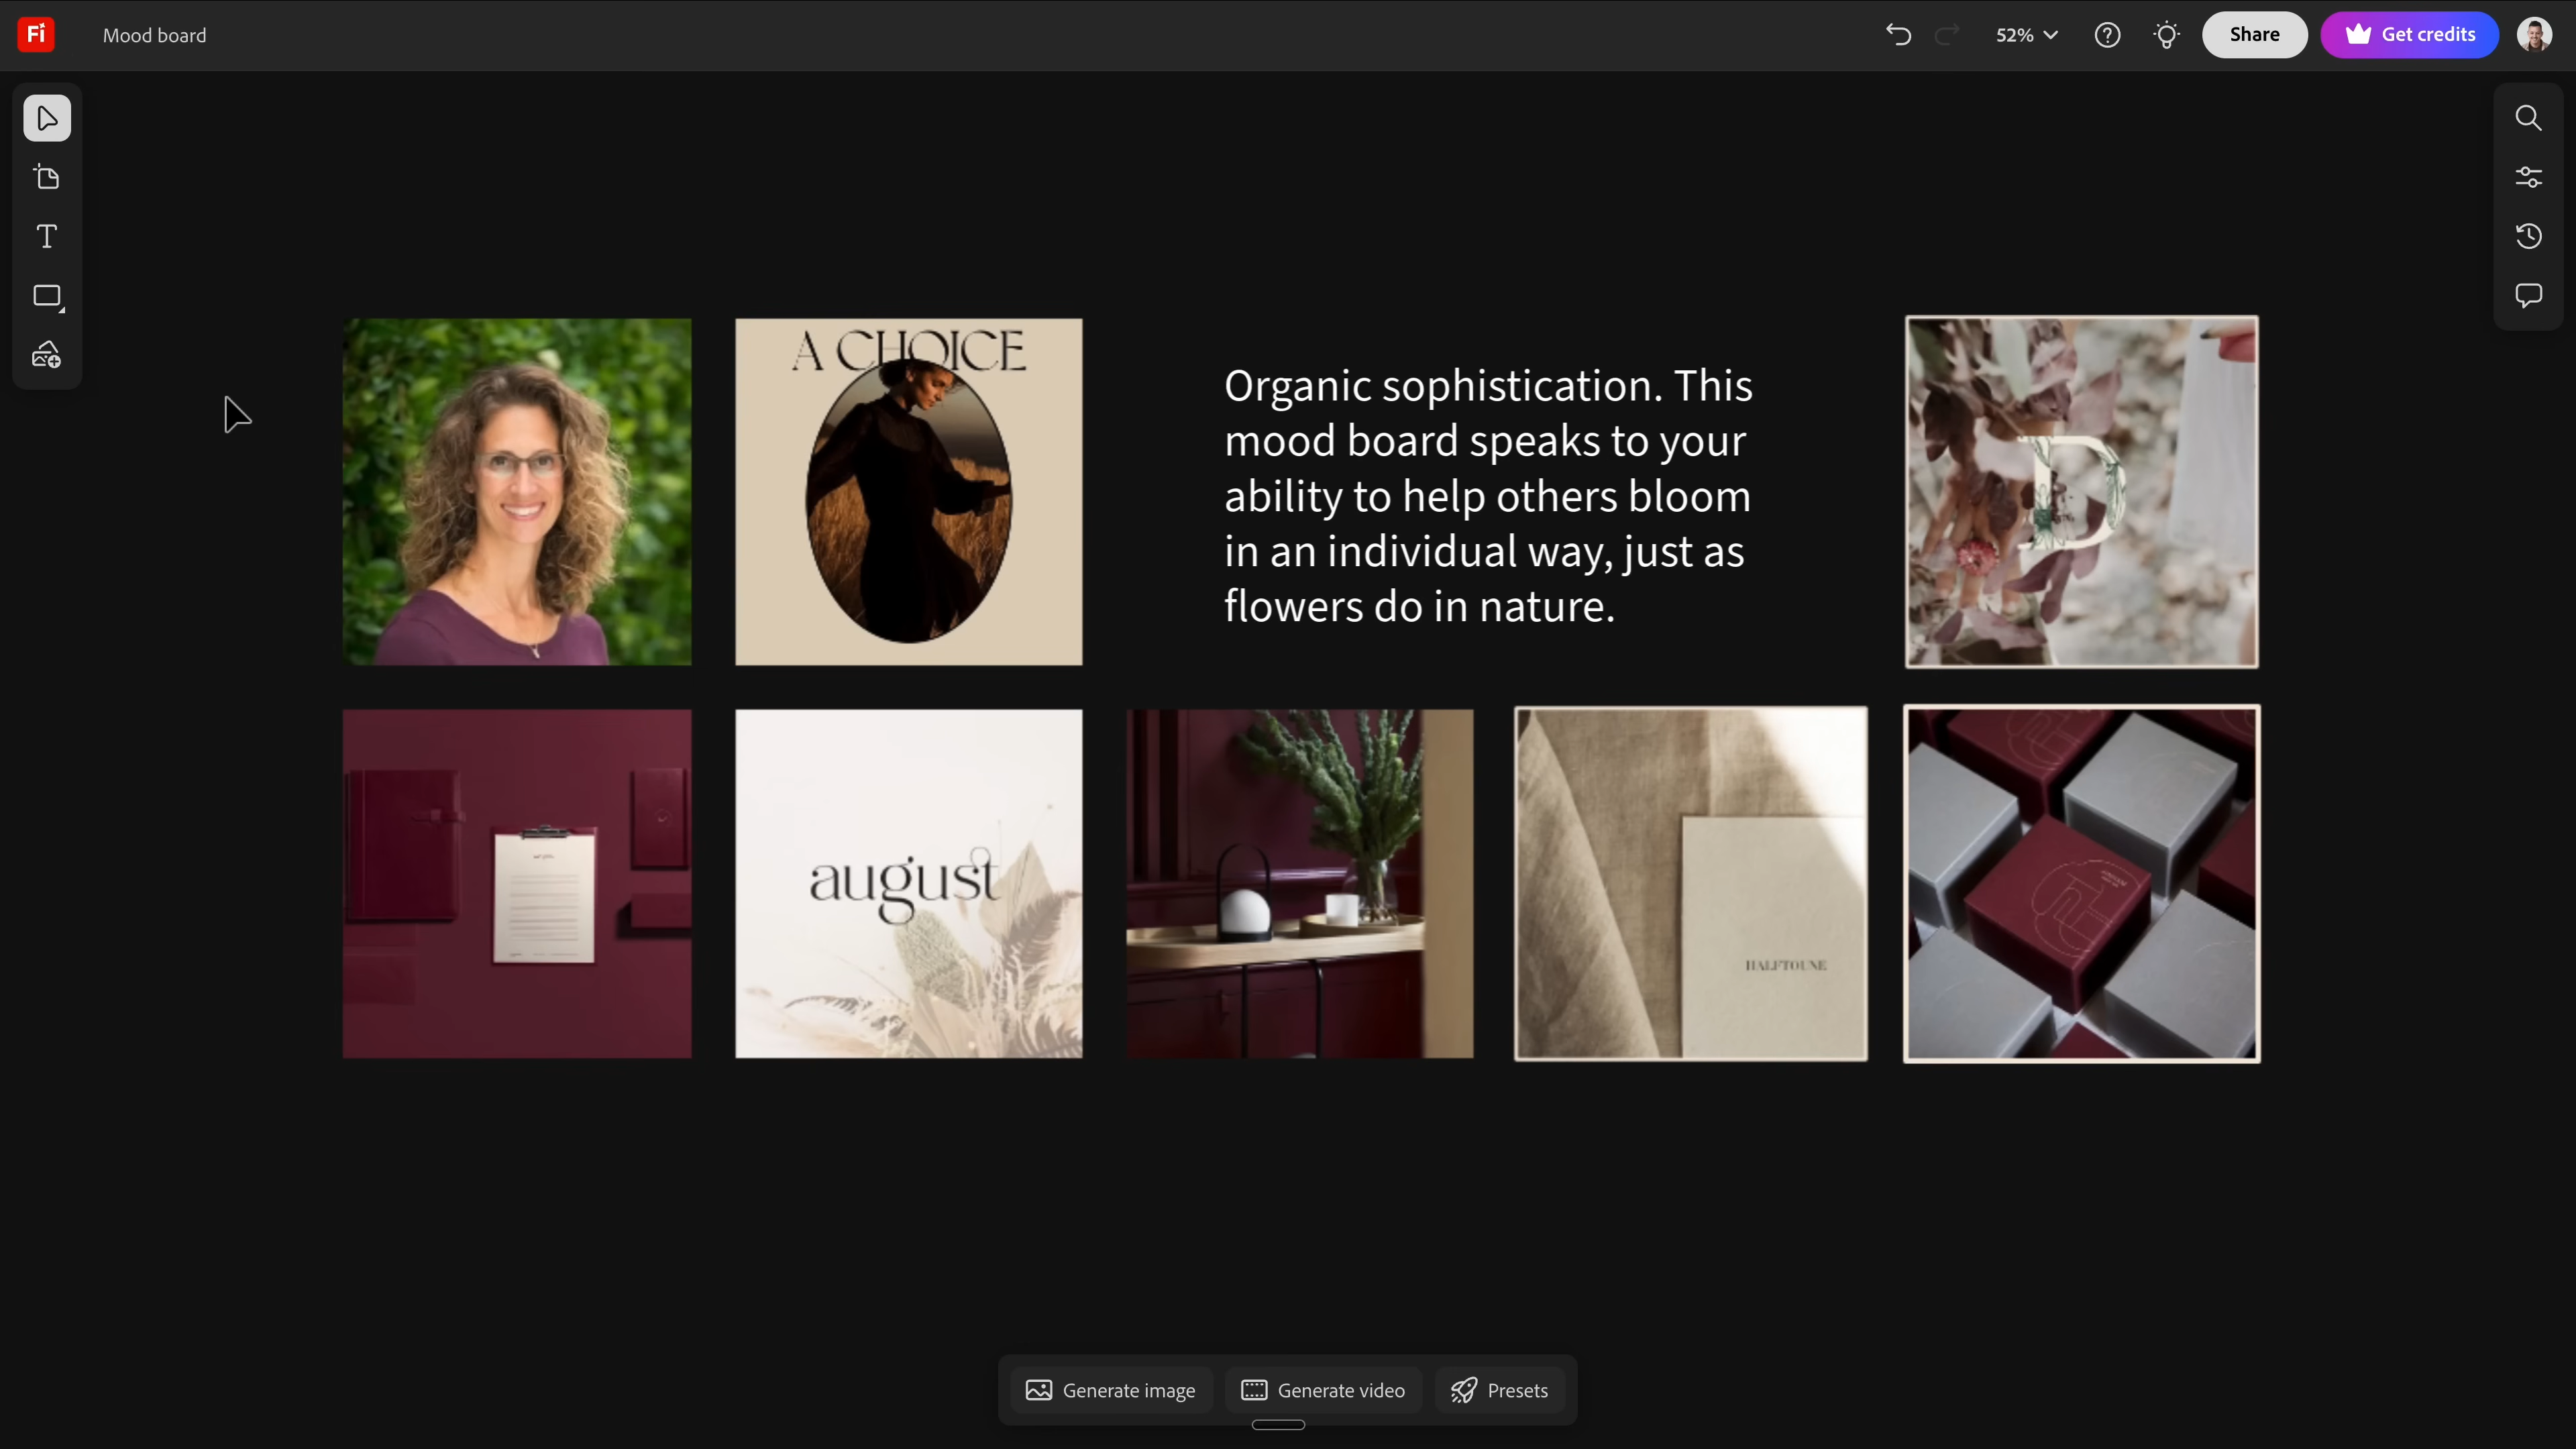 Fi
Mood board
52%
Share
Get credits
A CHOICE
Organic sophistication. This
mood board speaks to your
ability to help others bloom
in an individual way, just as
flowers do in nature.
D
august
HALFTOUNE
Generate image
Generate video
Presets